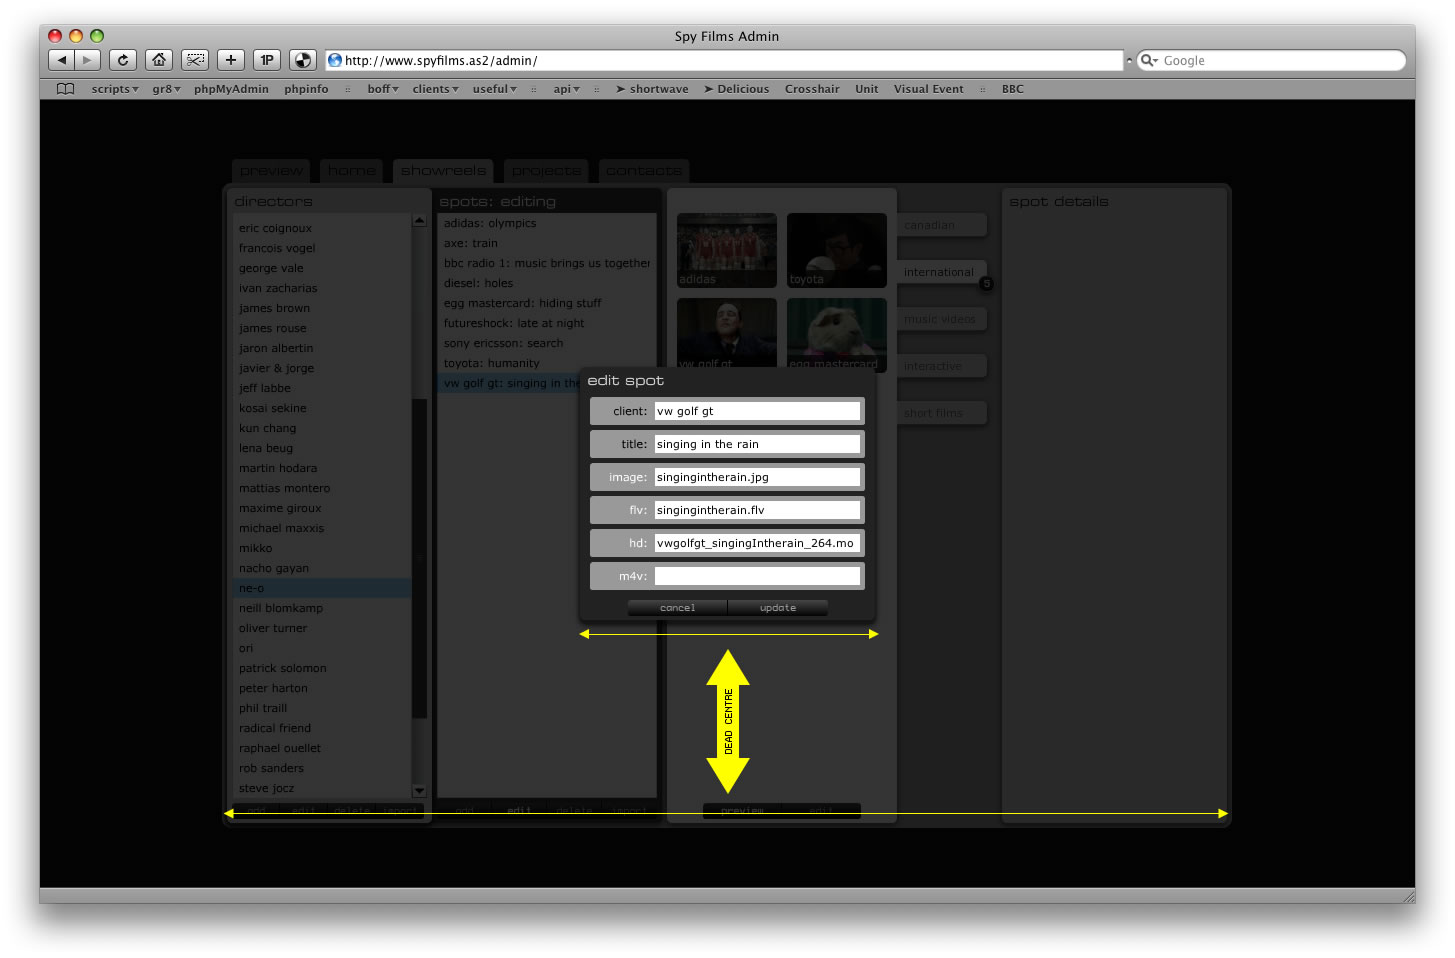 Spy Films Admin
1P
http://www.spyfilms.as2/admin/
Google
scripts gr8 phpMyAdmin phpinfo boff clients useful api shortwave Delicious Crosshair Unit Visual Event BBC
preview home showreels projects contacts
directors
eric coignoux
francois vogel
george vale
ivan zacharias
james brown
james rouse
jaron albertin
javier & jorge
jeff labbe
kosai sekine
kun chang
lena beug
martin hodara
mattias montero
maxime giroux
michael maxxis
mikko
nacho gayan
ne-o
neill blomkamp
oliver turner
ori
patrick solomon
peter harton
phil traill
radical friend
raphael ouellet
rob sanders
steve jocz
add edit delete import
spots: editing
adidas: olympics
axe: train
bbc radio 1: music brings us together
diesel: holes
egg mastercard: hiding stuff
futureshock: late at night
sony ericsson: search
toyota: humanity
vw golf gt: singing in the
add edit delete import
adidas
toyota
vw golf gt
egg mastercard
preview edit
canadian
international
5
music videos
interactive
short films
spot details
edit spot
client: vw golf gt
title: singing in the rain
image: singingintherain.jpg
flv: singingintherain.flv
hd: vwgolfgt_singingIntherain_264.mo
m4v:
cancel update
DEAD CENTRE